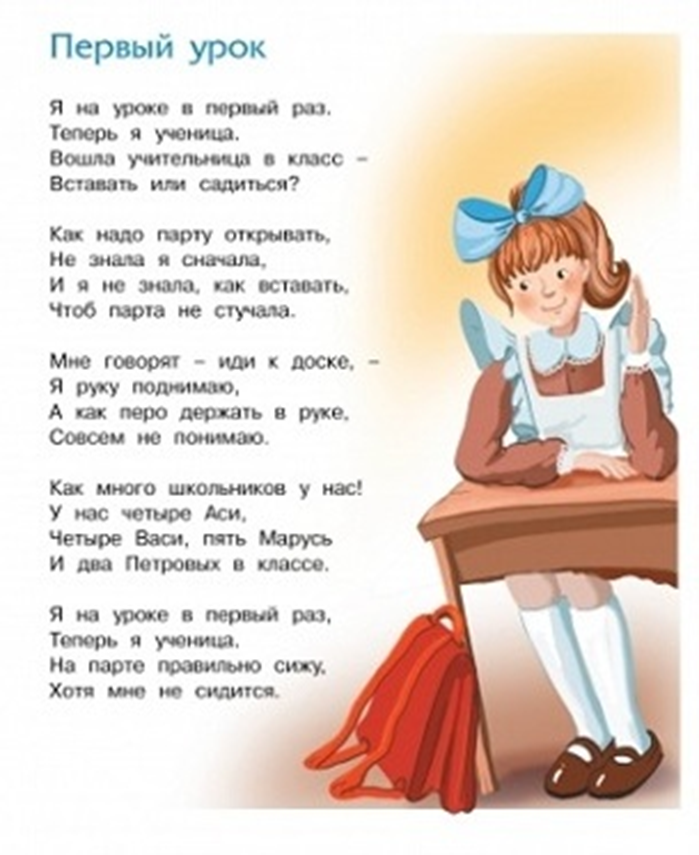 Первый урок
Я на уроке в первый раз.
Теперь я ученица.
Вошла учительница в класс –
Вставать или садиться?
Как надо парту открывать,
Не знала я сначала,
И я не знала, как вставать,
Чтоб парта не стучала.
Мне говорят – иди к доске, –
Я руку поднимаю,
А как перо держать в руке,
Совсем не понимаю.
Как много школьников у нас!
У нас четыре Аси,
Четыре Васи, пять Марусь
И два Петровых в классе.
Я на уроке в первый раз,
Теперь я ученица.
На парте правильно сижу,
Хотя мне не сидится.